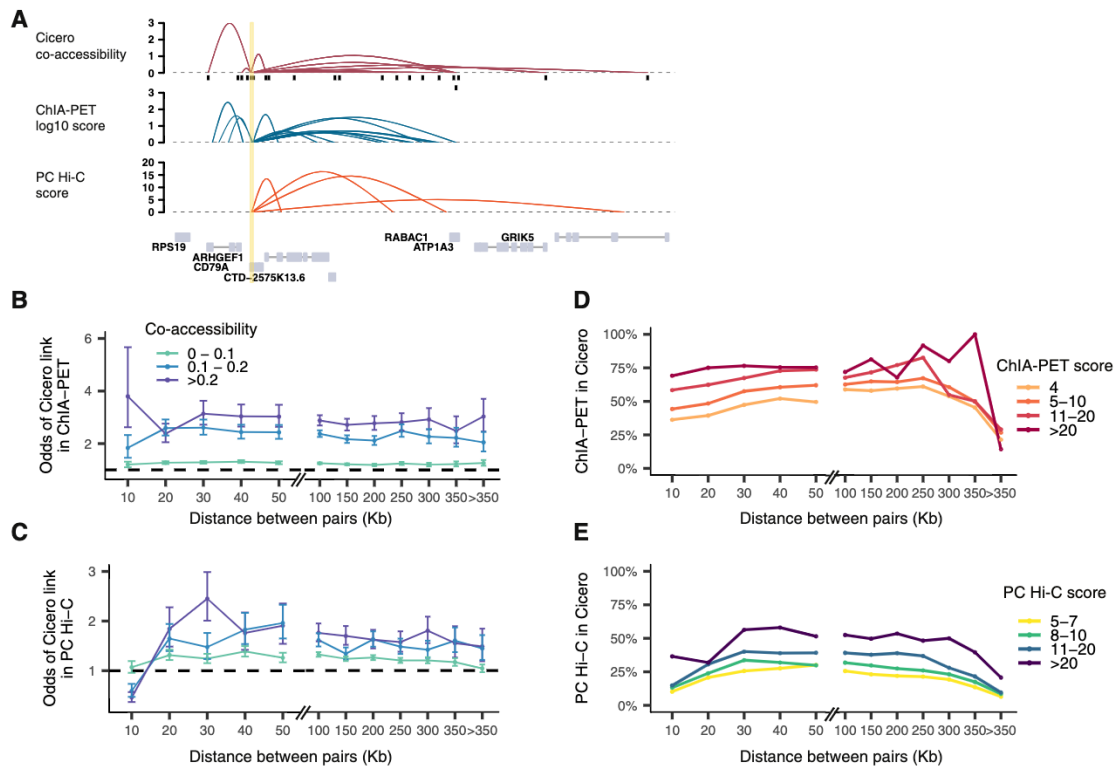 A
Cicero
co-accessibility
3
2
1
0
ChIA-PET
log10 score
3
2
1
0
PC Hi-C
score
20
15
10
5
0
RPS19
ARHGEF1
CD79A
CTD-2575K13.6
RABAC1
ATP1A3
GRIK5
B
Odds of Cicero link
in ChIA−PET
6
4
2
Co-accessibility
0 − 0.1
0.1 − 0.2
>0.2
10 20 30 40 50 100 150 200 250 300 350 >350
Distance between pairs (Kb)
C
Odds of Cicero link
in PC Hi−C
3
2
1
10 20 30 40 50 100 150 200 250 300 350 >350
Distance between pairs (Kb)
D
ChIA−PET in Cicero
100%
75%
50%
25%
0%
ChIA-PET score
4
5−10
11−20
>20
10 20 30 40 50 100 150 200 250 300 350 >350
Distance between pairs (Kb)
E
PC Hi−C in Cicero
100%
75%
50%
25%
0%
PC Hi-C score
5−7
8−10
11−20
>20
10 20 30 40 50 100 150 200 250 300 350 >350
Distance between pairs (Kb)